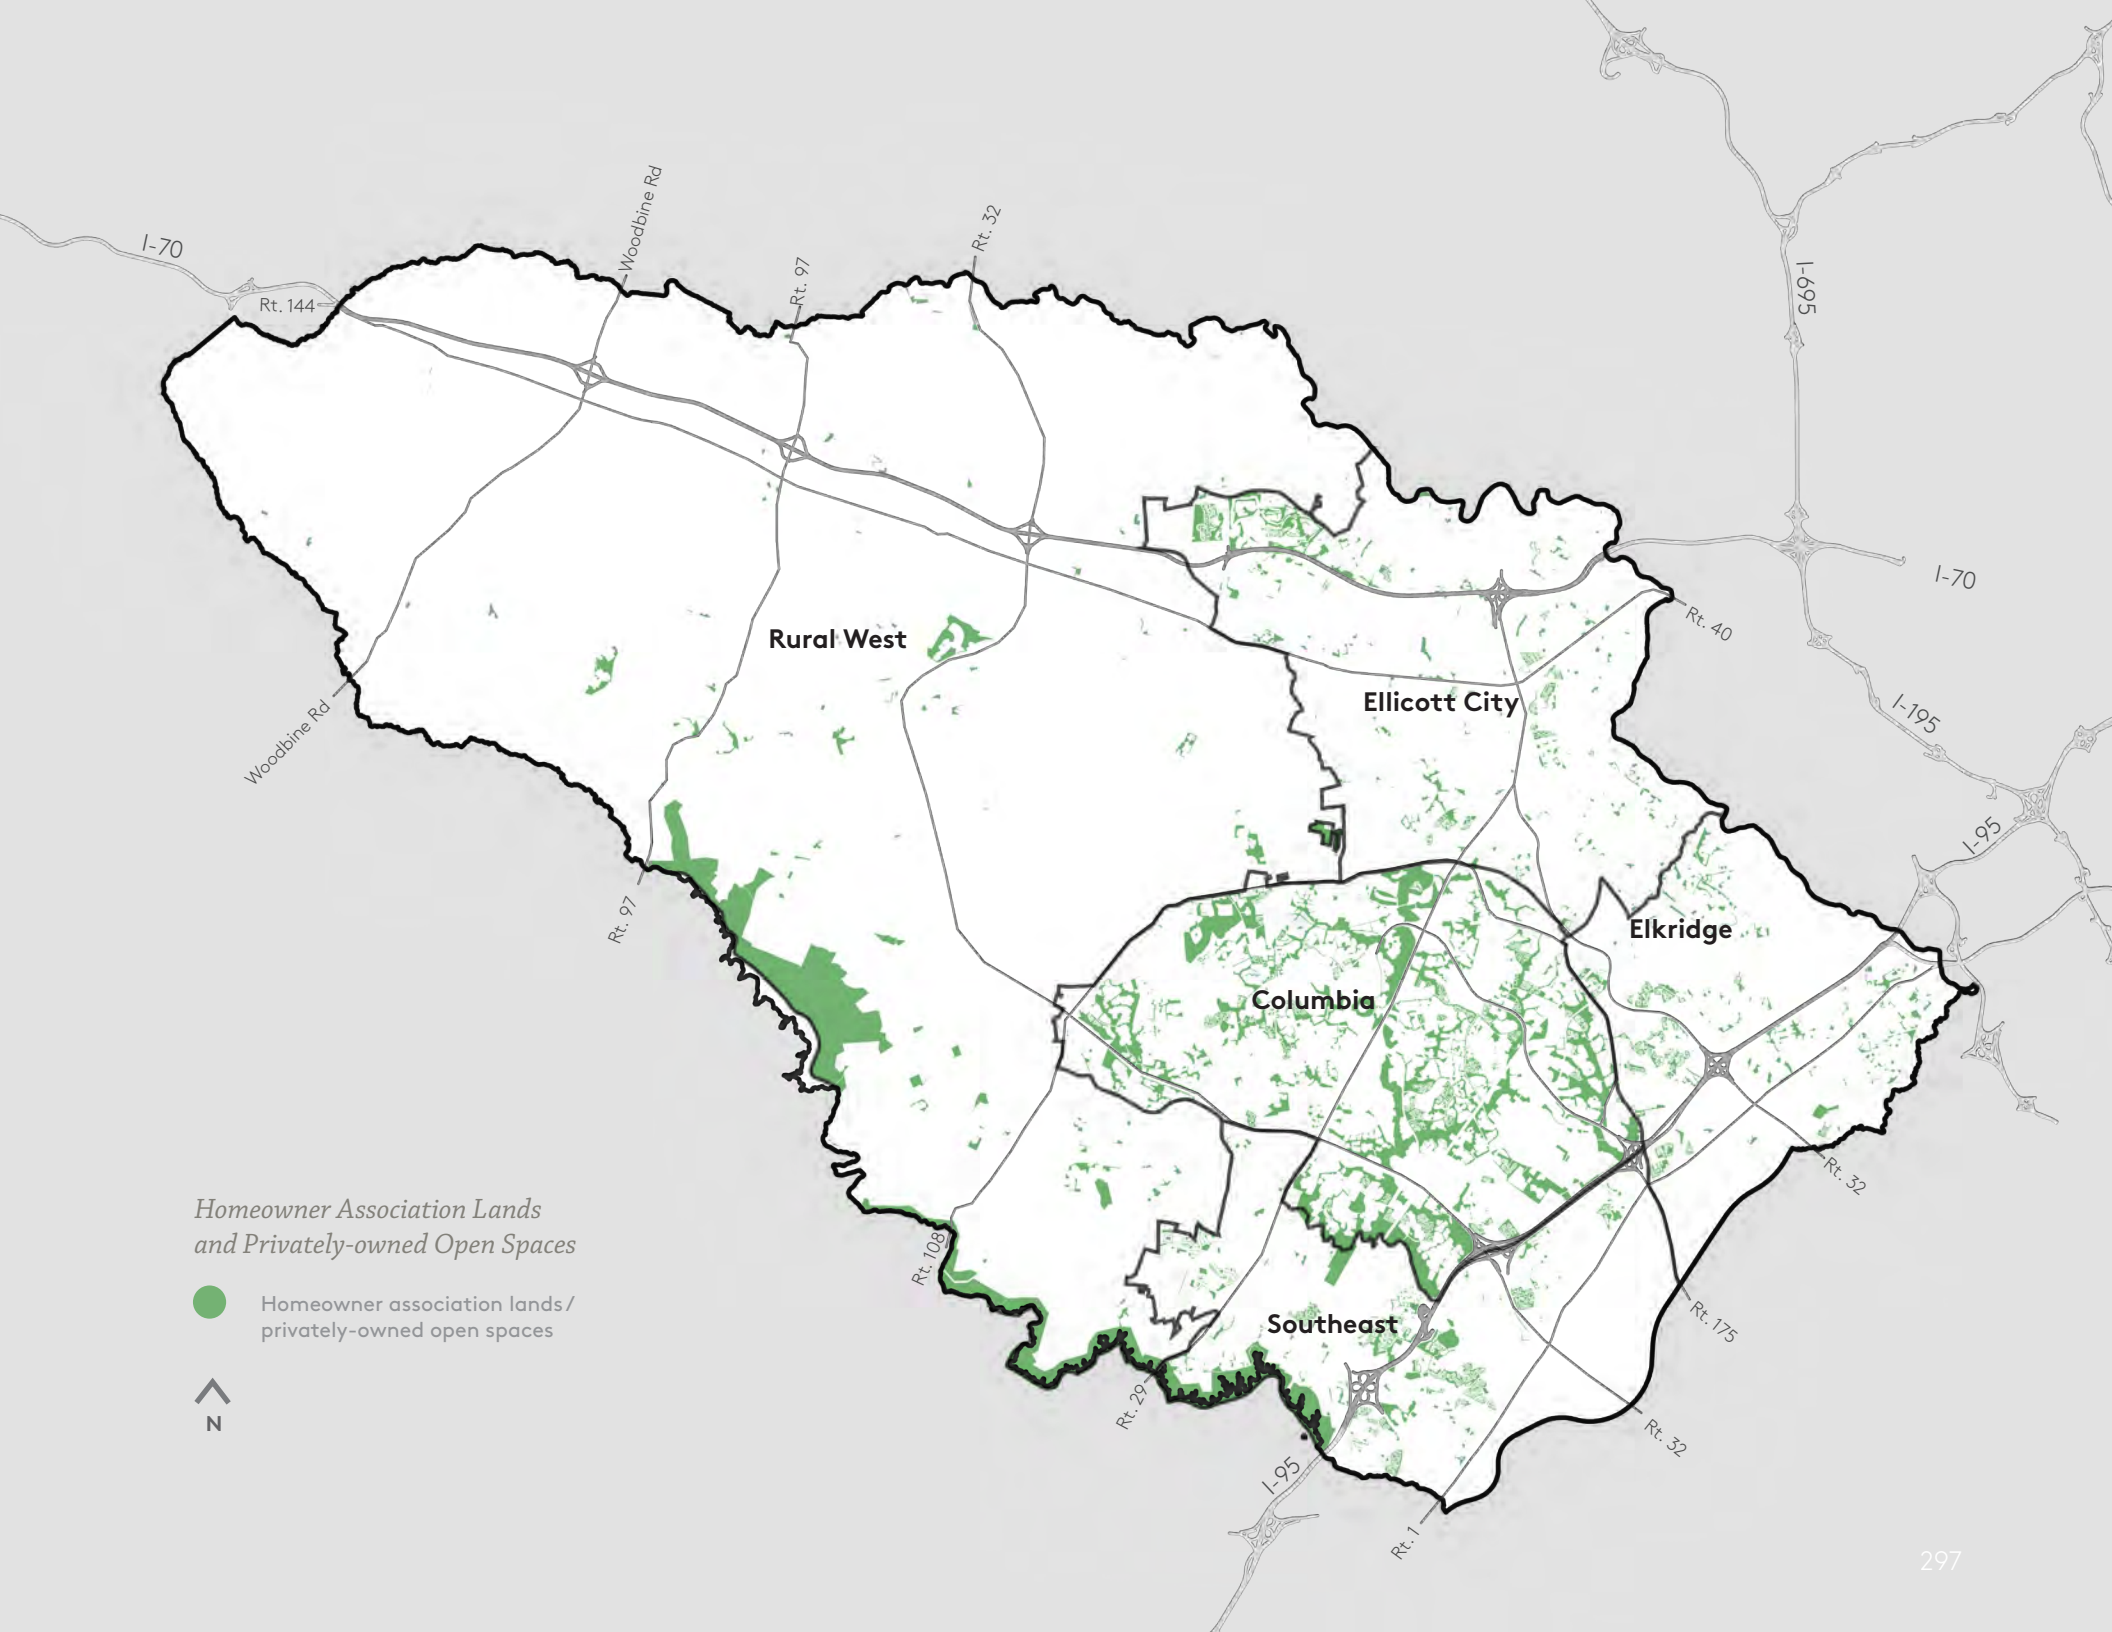 Woodbine Rd
Rt. 32
I-70
Rt. 97
Rt. 144
I-695
I-70
Rt. 40
Rural West
Ellicott City
I-195
Woodbine Rd
I-95
Rt. 97
Elkridge
Columbia
Rt. 32
Homeowner Association Lands
and Privately-owned Open Spaces
Rt. 108
Homeowner association lands/
privately-owned open spaces
Southeast
Rt. 175
Rt. 29
N
Rt. 32
I-95
Rt. 1
297